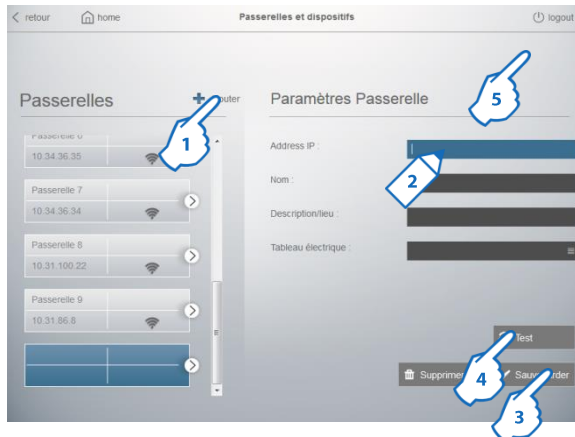 retour home Passerelles et dispositifs logout
Passerelles
Paramètres Passerelle
5
1
10.34.36.35
Address IP :
2
Passerelle 7
10.34.36.34
Nom :
Description/lieu :
Passerelle 8
10.31.100.22
Tableau électrique :
Passerelle 9
10.31.86.8
Test
Supprimer
4
3